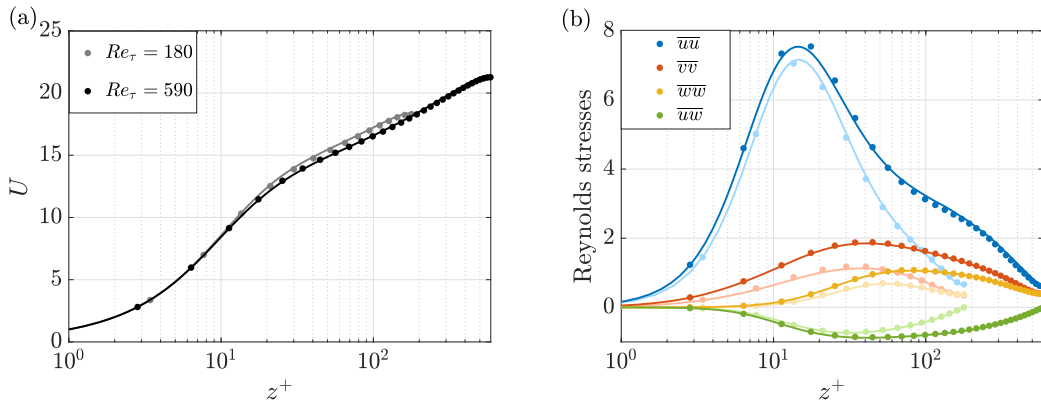 (a)
25
20
15
10
5
0
U
Re_τ = 180
Re_τ = 590
10^0
10^1
10^2
z^+
(b)
8
6
4
2
0
Reynolds stresses
\overline{uu}
\overline{vv}
\overline{ww}
\overline{uw}
10^0
10^1
10^2
z^+